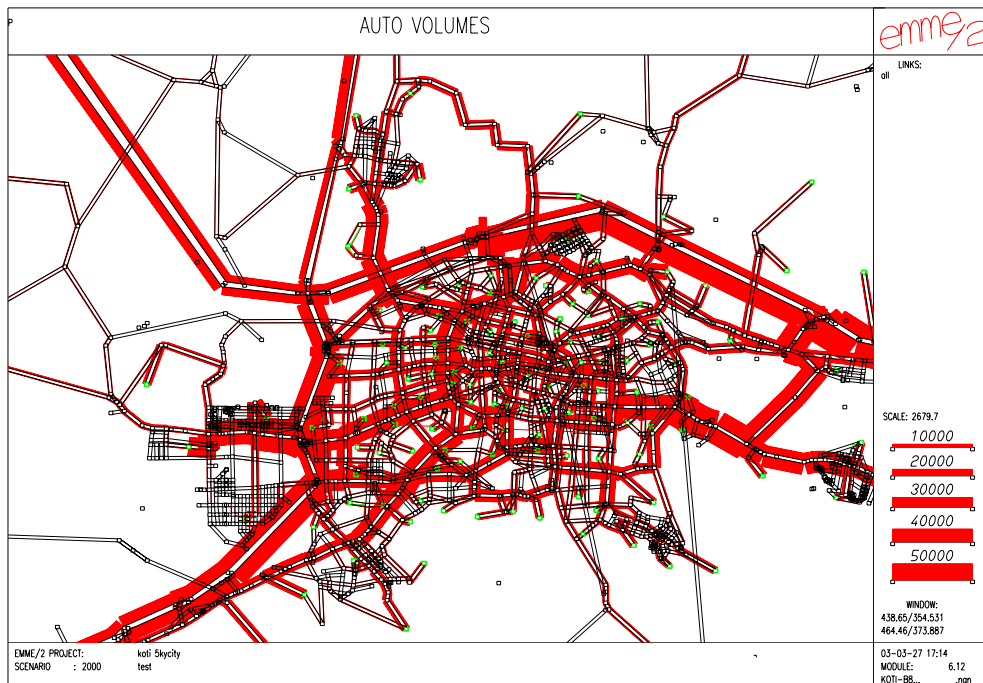 AUTO VOLUMES
emme/2
LINKS:
all
SCALE: 2679.7
10000
20000
30000
40000
50000
WINDOW:
438.65/354.531
464.46/373.887
EMME/2 PROJECT: koti 5kycity
SCENARIO : 2000 test
03-03-27 17:14
MODULE: 6.12
KOTI-BB...